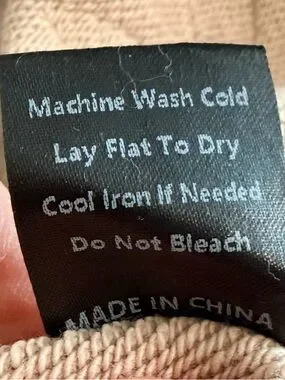 Machine Wash Cold
Lay Flat To Dry
Cool Iron If Needed
Do Not Bleach
MADE IN CHINA